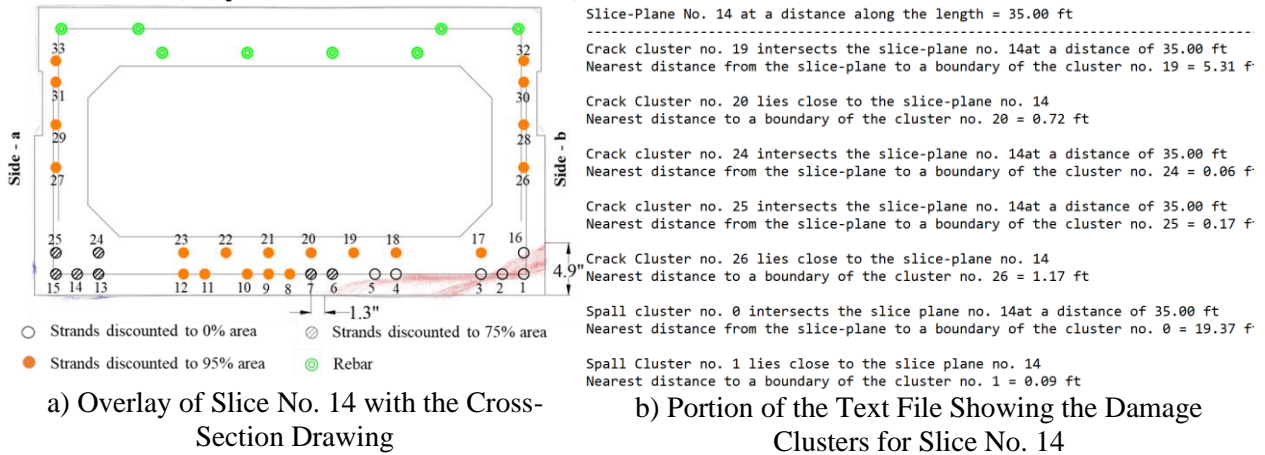 33
32
31
30
29
28
27
26
Side - a
Side - b
25 24 23 22 21 20 19 18 17 16
4.9"
15 14 13 12 11 10 9 8 7 6 5 4 3 2 1
1.3"
Strands discounted to 0% area
Strands discounted to 75% area
Strands discounted to 95% area
Rebar
a) Overlay of Slice No. 14 with the Cross-
Section Drawing
Slice-Plane No. 14 at a distance along the length = 35.00 ft
--------------------------------------------------------------------------------
Crack cluster no. 19 intersects the slice-plane no. 14at a distance of 35.00 ft
Nearest distance from the slice-plane to a boundary of the cluster no. 19 = 5.31 f
Crack Cluster no. 20 lies close to the slice-plane no. 14
Nearest distance to a boundary of the cluster no. 20 = 0.72 ft
Crack cluster no. 24 intersects the slice-plane no. 14at a distance of 35.00 ft
Nearest distance from the slice-plane to a boundary of the cluster no. 24 = 0.06 f
Crack cluster no. 25 intersects the slice-plane no. 14at a distance of 35.00 ft
Nearest distance from the slice-plane to a boundary of the cluster no. 25 = 0.17 f
Crack Cluster no. 26 lies close to the slice-plane no. 14
Nearest distance to a boundary of the cluster no. 26 = 1.17 ft
Spall cluster no. 0 intersects the slice plane no. 14at a distance of 35.00 ft
Nearest distance from the slice-plane to a boundary of the cluster no. 0 = 19.37 f
Spall Cluster no. 1 lies close to the slice plane no. 14
Nearest distance to a boundary of the cluster no. 1 = 0.09 ft
b) Portion of the Text File Showing the Damage
Clusters for Slice No. 14